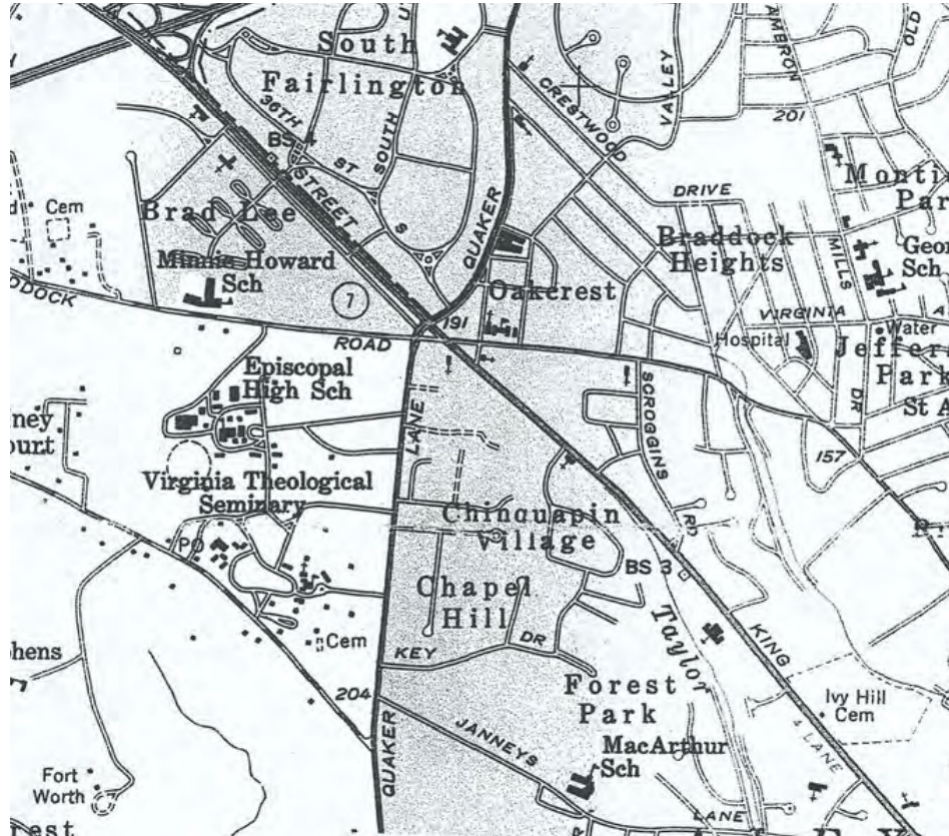 South
Fairlington
36TH
BS 4
ST
SOUTH
S
STREET
QUAKER
CRESTWOOD
VALLEY
201
OLD
DRIVE
Cem
Brad Lee
Minnie Howard
Sch
7
191
Oakcrest
Braddock
Heights
MILLS
VIRGINIA
Hospital
Water
DR
ROAD
Episcopal
High Sch
LANE
SCROGGINS
RD
157
Virginia Theological
Seminary
PO
Chinquapin
Village
BS 3
Chapel
Hill
Taylor
Cem
KEY
DR
204
QUAKER
JANNEYS
LANE
Forest
Park
MacArthur
Sch
KING
Ivy Hill
Cem
4 LANE
Fort
Worth